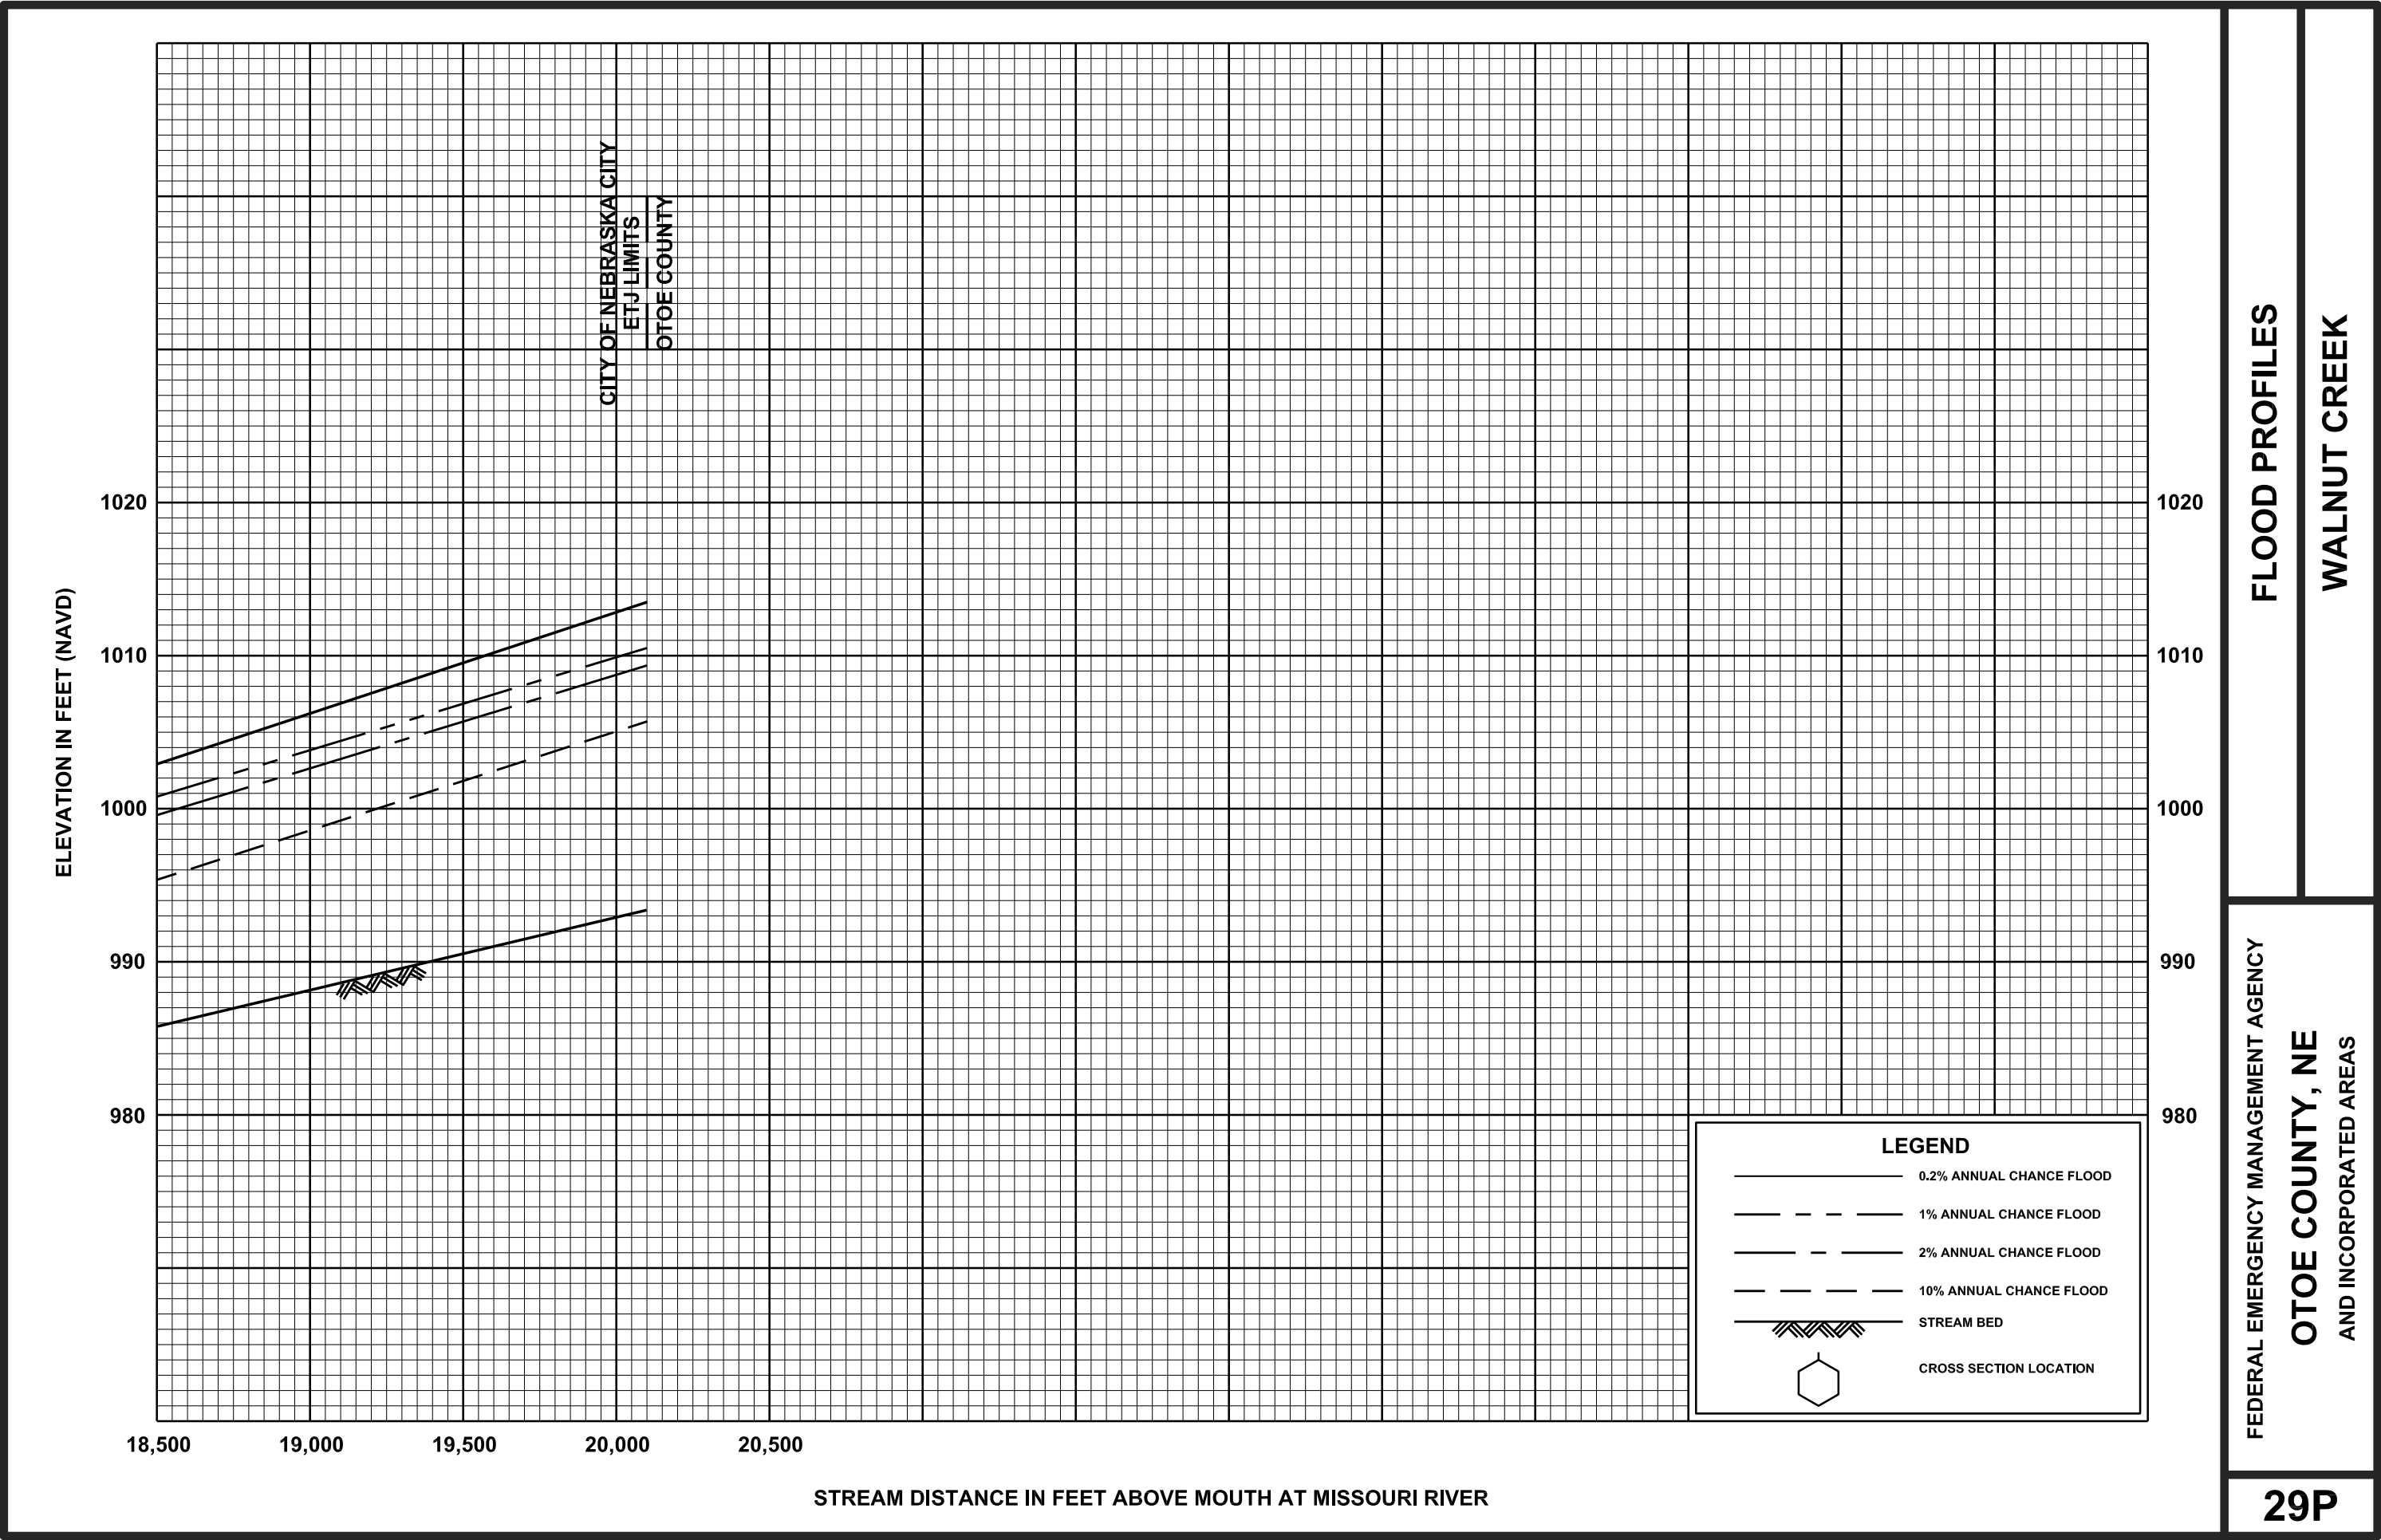 CITY OF NEBRASKA CITY
ETJ LIMITS
OTOE COUNTY
1020
1010
1000
990
980
ELEVATION IN FEET (NAVD)
1020
1010
1000
990
980
18,500
19,000
19,500
20,000
20,500
STREAM DISTANCE IN FEET ABOVE MOUTH AT MISSOURI RIVER
LEGEND
0.2% ANNUAL CHANCE FLOOD
1% ANNUAL CHANCE FLOOD
2% ANNUAL CHANCE FLOOD
10% ANNUAL CHANCE FLOOD
STREAM BED
CROSS SECTION LOCATION
FLOOD PROFILES
WALNUT CREEK
FEDERAL EMERGENCY MANAGEMENT AGENCY
OTOE COUNTY, NE
AND INCORPORATED AREAS
29P